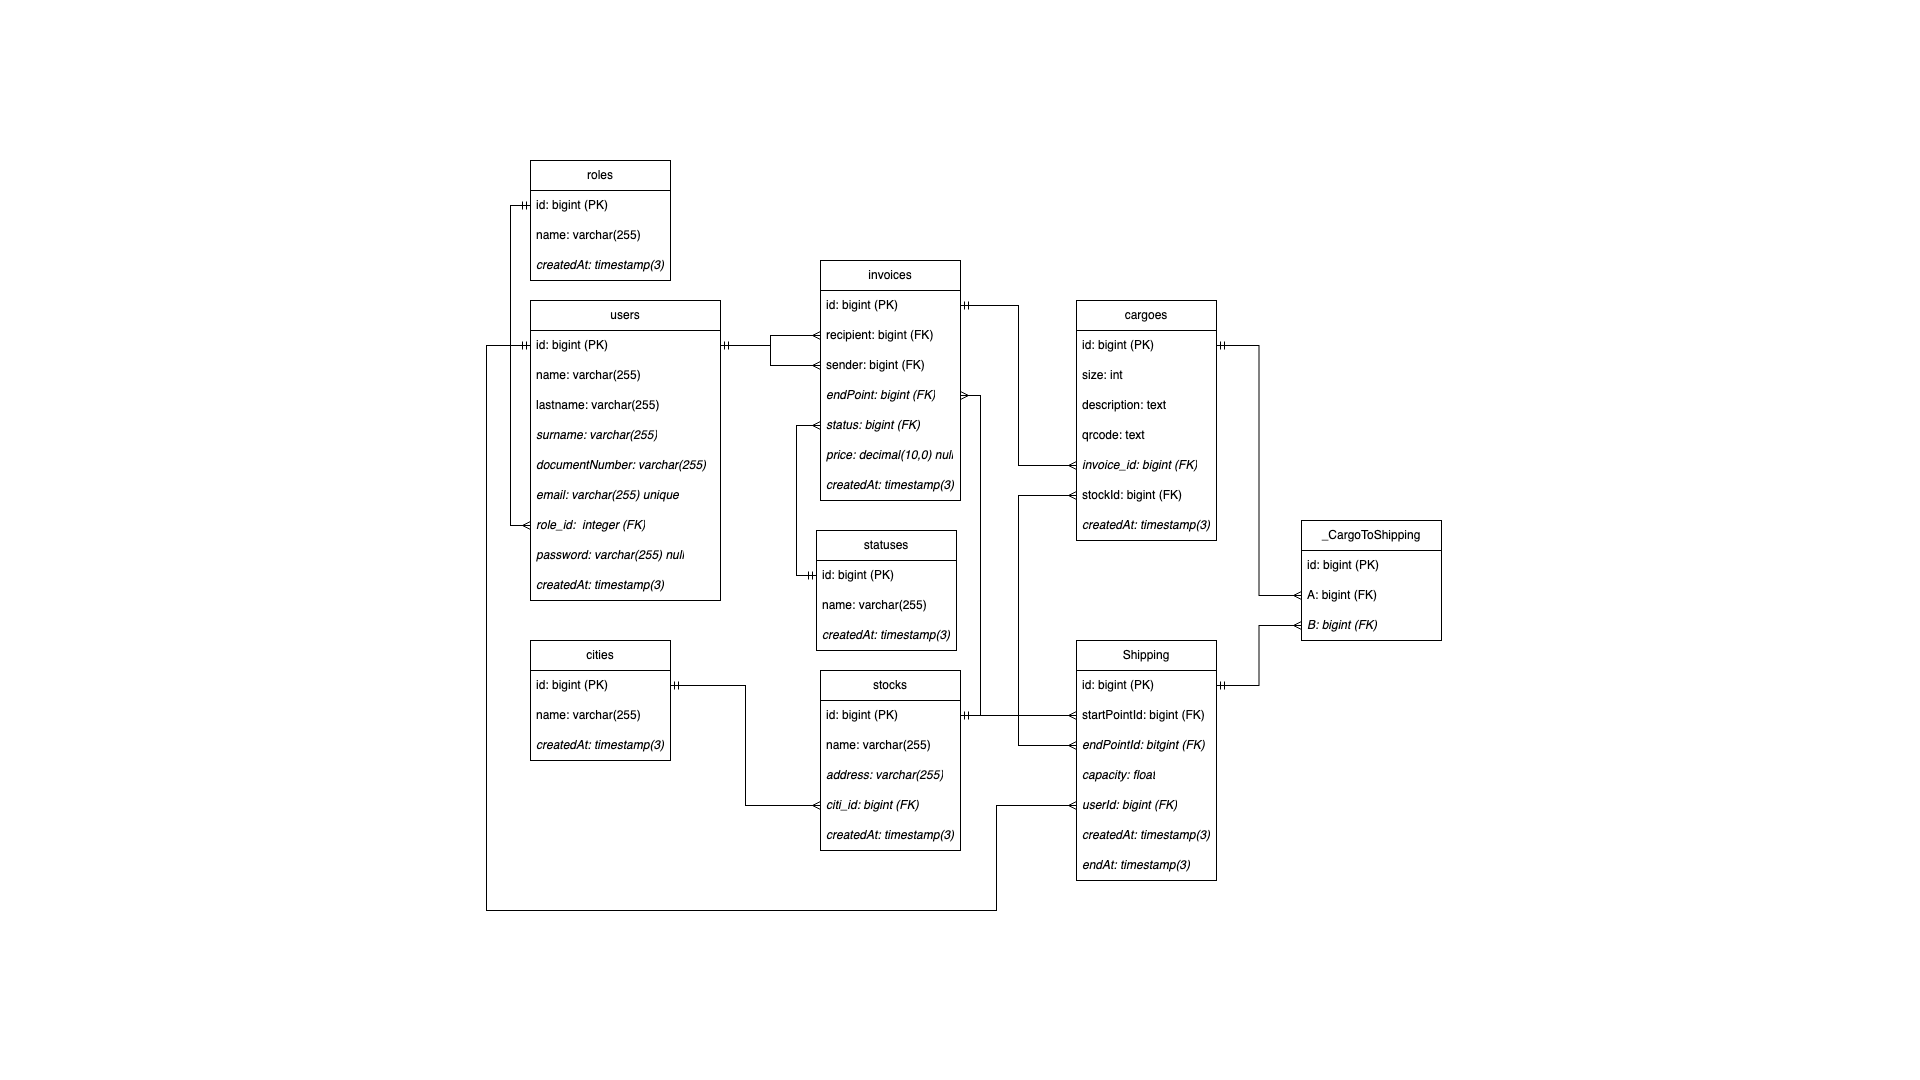 roles
id: bigint (PK)
name: varchar(255)
createdAt: timestamp(3)
users
id: bigint (PK)
name: varchar(255)
lastname: varchar(255)
surname: varchar(255)
documentNumber: varchar(255)
email: varchar(255) unique
role_id:  integer (FK)
password: varchar(255) null
createdAt: timestamp(3)
cities
id: bigint (PK)
name: varchar(255)
createdAt: timestamp(3)
invoices
id: bigint (PK)
recipient: bigint (FK)
sender: bigint (FK)
endPoint: bigint (FK)
status: bigint (FK)
price: decimal(10,0) null
createdAt: timestamp(3)
statuses
id: bigint (PK)
name: varchar(255)
createdAt: timestamp(3)
stocks
id: bigint (PK)
name: varchar(255)
address: varchar(255)
citi_id: bigint (FK)
createdAt: timestamp(3)
cargoes
id: bigint (PK)
size: int
description: text
qrcode: text
invoice_id: bigint (FK)
stockId: bigint (FK)
createdAt: timestamp(3)
Shipping
id: bigint (PK)
startPointId: bigint (FK)
endPointId: bitgint (FK)
capacity: float
userId: bigint (FK)
createdAt: timestamp(3)
endAt: timestamp(3)
_CargoToShipping
id: bigint (PK)
A: bigint (FK)
B: bigint (FK)